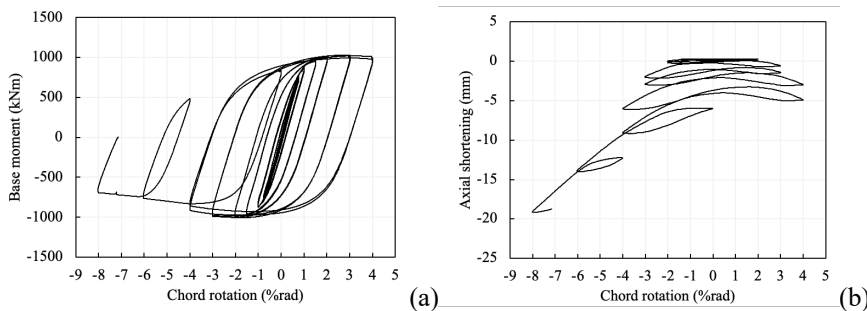 1500
1000
500
0
-500
-1000
-1500
Base moment (kNm)
-9 -8 -7 -6 -5 -4 -3 -2 -1 0 1 2 3 4 5
Chord rotation (%rad)
(a)
5
0
-5
-10
-15
-20
-25
Axial shortening (mm)
-9 -8 -7 -6 -5 -4 -3 -2 -1 0 1 2 3 4 5
Chord rotation (%rad)
(b)